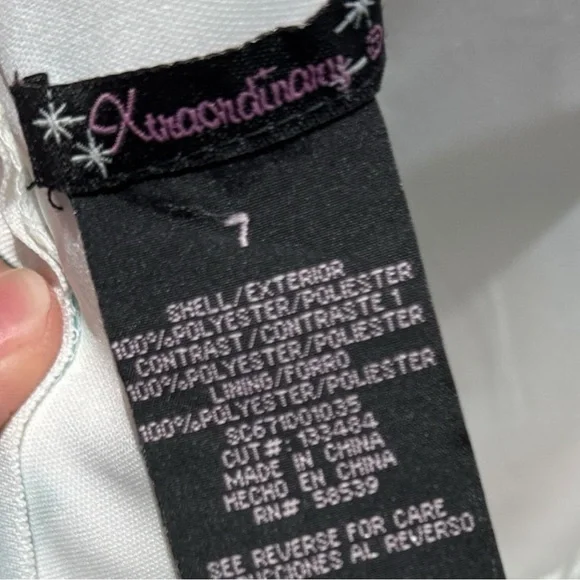 Xtraordinary ®
7
SHELL/EXTERIOR
100%POLYESTER/POLIESTER
CONTRAST/CONTRASTE 1
100%POLYESTER/POLIESTER
LINING/FORRO
100%POLYESTER/POLIESTER
SC671D01035
CUT#:133484
MADE IN CHINA
HECHO EN CHINA
RN# 58539
SEE REVERSE FOR CARE
UCCIONES AL REVERSO